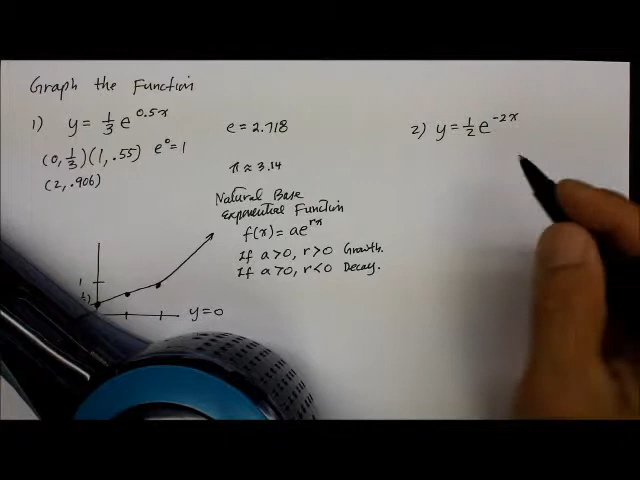 Graph the Function
1) y = 1/3 e^0.5x
(0, 1/3) (1, .55) e^0 = 1
(2, .906)
e = 2.718
π ≈ 3.14
Natural Base
Exponential Function
f(x) = ae^rx
If a>0, r>0 Growth.
If a>0, r<0 Decay.
1
y=0
2) y = 1/2 e^-2x